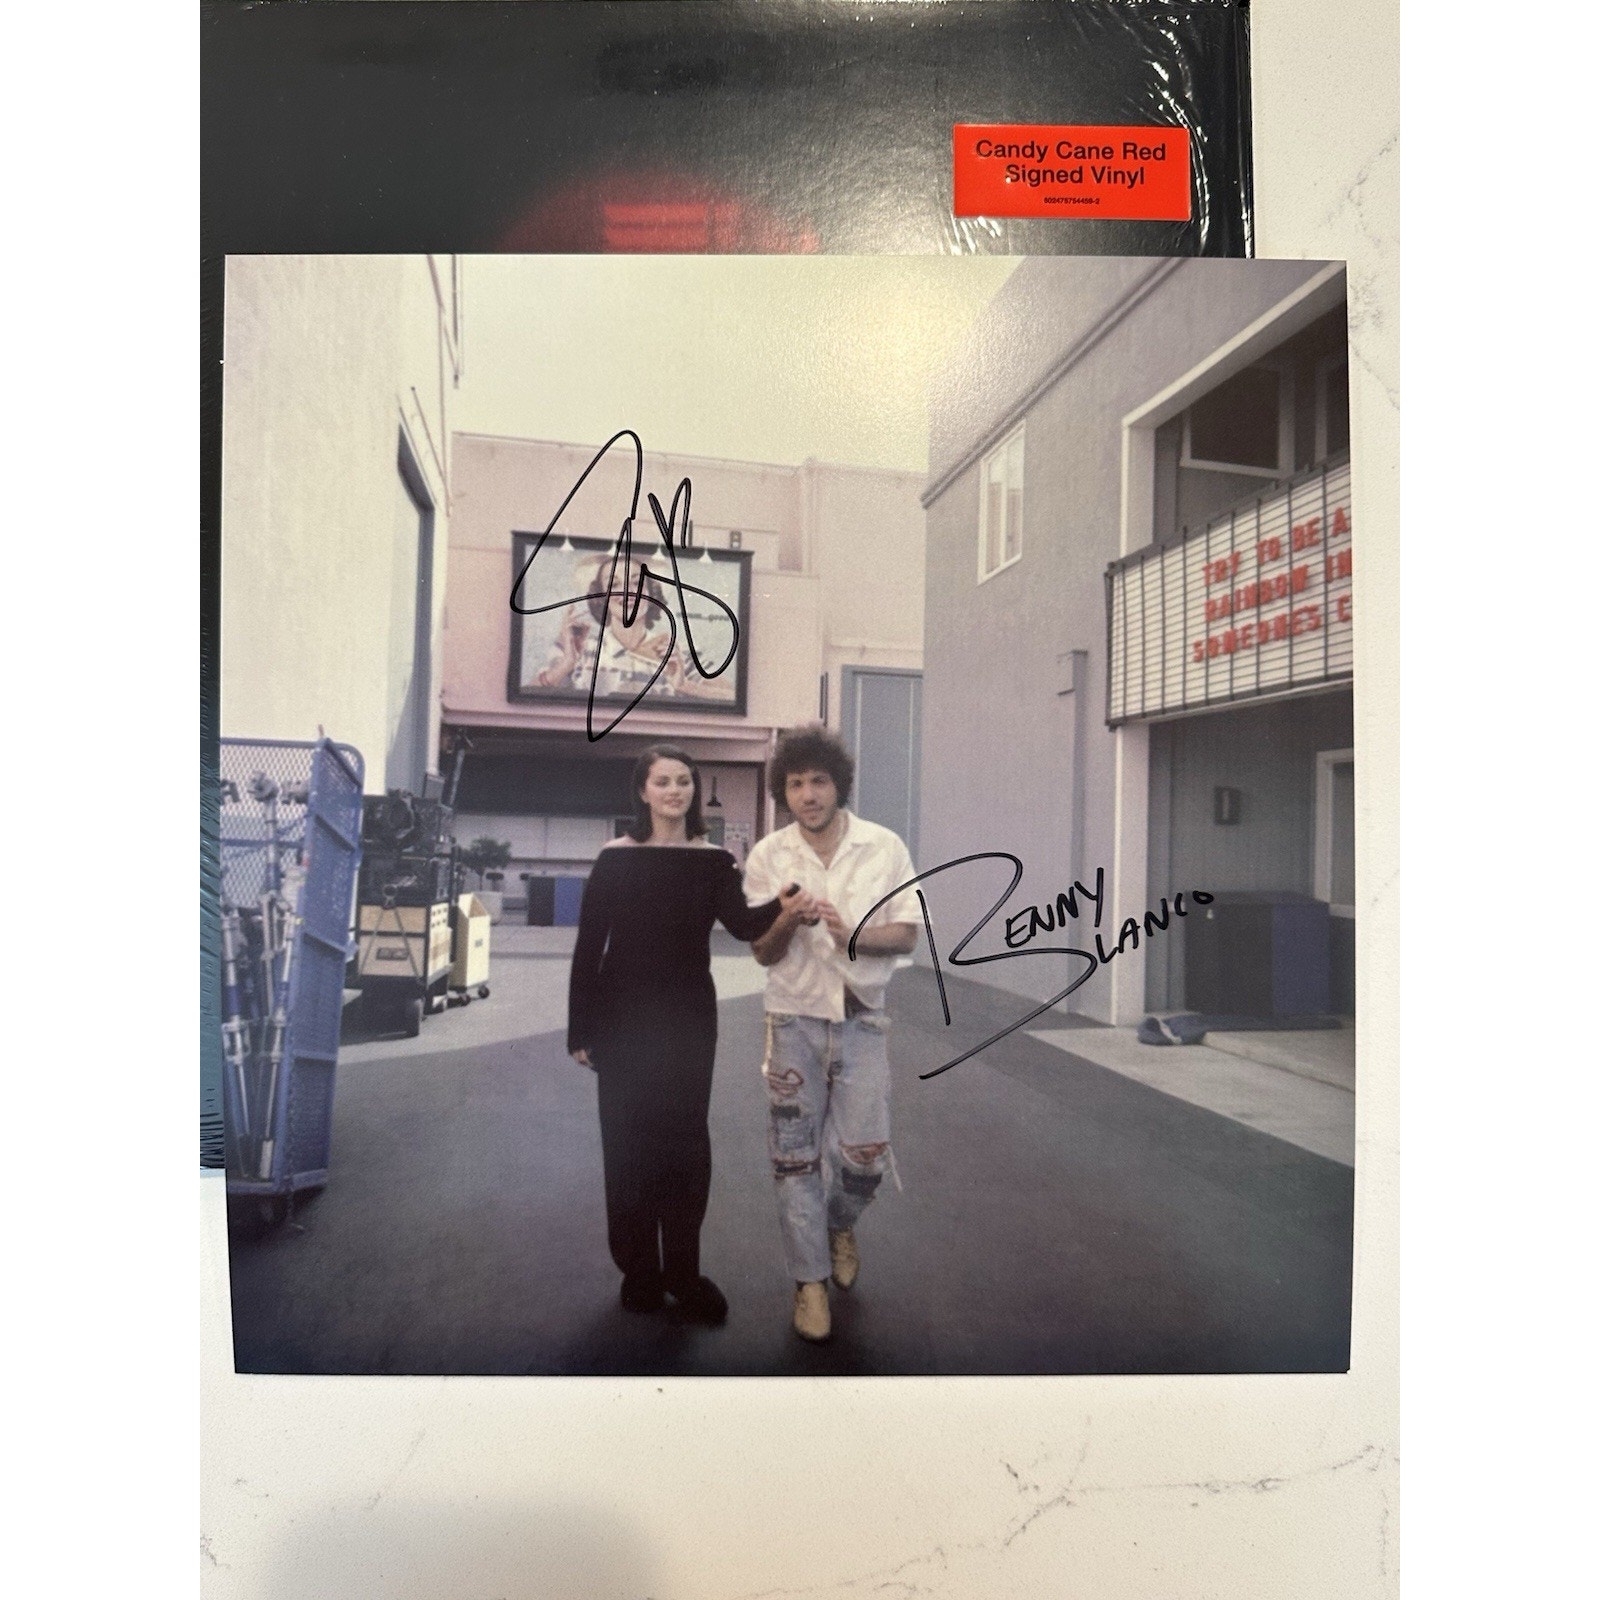 Candy Cane Red
Signed Vinyl
TRY TO BE A
RAINBOW IN
SOMEONES C
BENNY
BLANCO